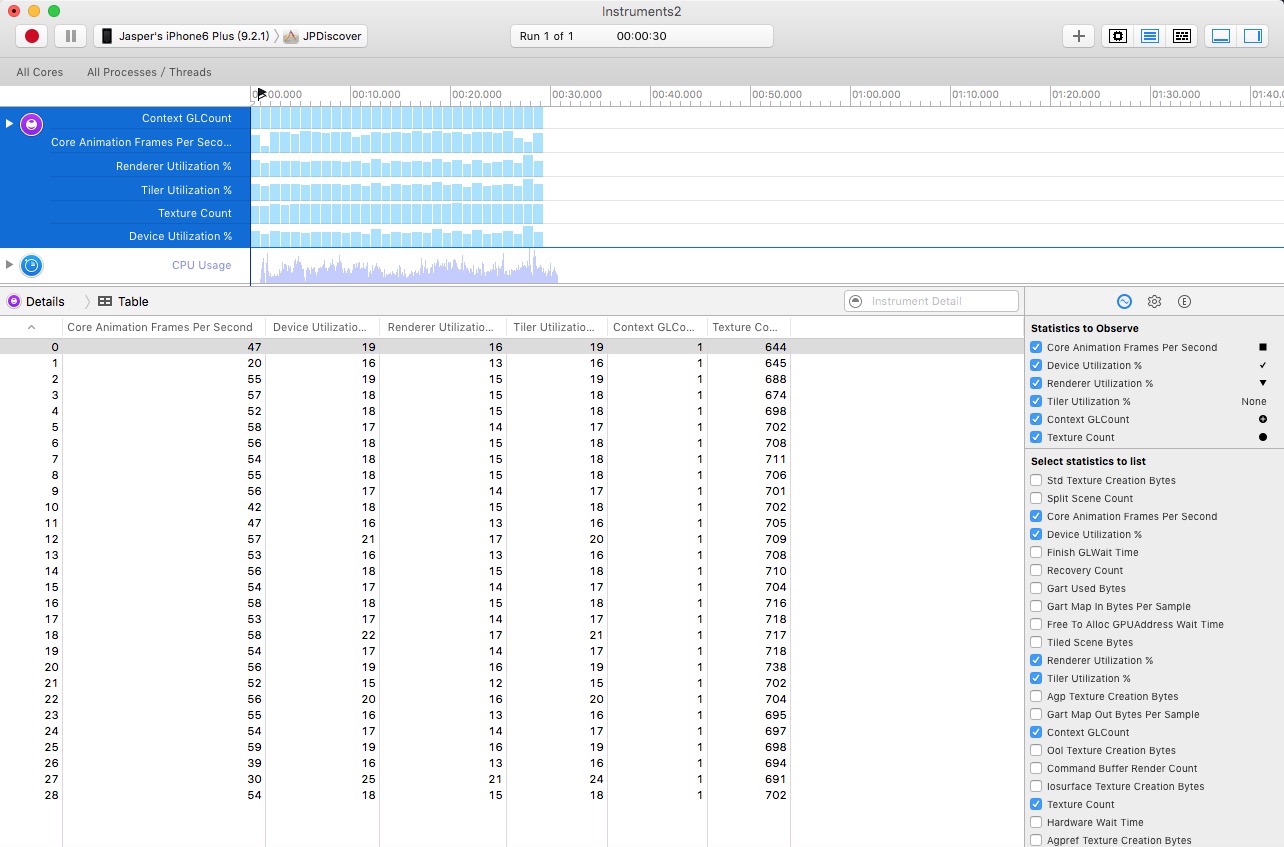 Instruments2
Jasper's iPhone6 Plus (9.2.1) JPDiscover Run 1 of 1 00:00:30
All Cores All Processes / Threads
00:10.000 00:20.000 00:30.000 00:40.000 00:50.000 01:00.000 01:10.000 01:20.000 01:30.000 01:40.0
Context GLCount
Core Animation Frames Per Seco...
Renderer Utilization %
Tiler Utilization %
Texture Count
Device Utilization %
CPU Usage
Details Table Instrument Detail
Core Animation Frames Per Second Device Utilizatio... Renderer Utilizatio... Tiler Utilizatio... Context GLCo... Texture Co...
0 47 19 16 19 1 644
1 20 16 13 16 1 645
2 55 19 15 19 1 688
3 57 18 15 18 1 674
4 52 18 15 18 1 698
5 58 17 14 17 1 702
6 56 18 15 18 1 708
7 54 18 15 18 1 711
8 55 18 15 18 1 706
9 56 17 14 17 1 701
10 42 18 15 18 1 702
11 47 16 13 16 1 705
12 57 21 17 20 1 709
13 53 16 13 16 1 708
14 56 18 15 18 1 710
15 54 17 14 17 1 704
16 58 18 15 18 1 716
17 53 17 14 17 1 718
18 58 22 17 21 1 717
19 54 17 14 17 1 718
20 56 19 16 19 1 738
21 52 15 12 15 1 702
22 56 20 16 20 1 704
23 55 16 13 16 1 695
24 54 17 14 17 1 697
25 59 19 16 19 1 698
26 39 16 13 16 1 694
27 30 25 21 24 1 691
28 54 18 15 18 1 702
E
Statistics to Observe
Core Animation Frames Per Second
Device Utilization %
Renderer Utilization %
Tiler Utilization % None
Context GLCount
Texture Count
Select statistics to list
Std Texture Creation Bytes
Split Scene Count
Core Animation Frames Per Second
Device Utilization %
Finish GLWait Time
Recovery Count
Gart Used Bytes
Gart Map In Bytes Per Sample
Free To Alloc GPUAddress Wait Time
Tiled Scene Bytes
Renderer Utilization %
Tiler Utilization %
Agp Texture Creation Bytes
Gart Map Out Bytes Per Sample
Context GLCount
Ool Texture Creation Bytes
Command Buffer Render Count
Iosurface Texture Creation Bytes
Texture Count
Hardware Wait Time
Agpref Texture Creation Bytes